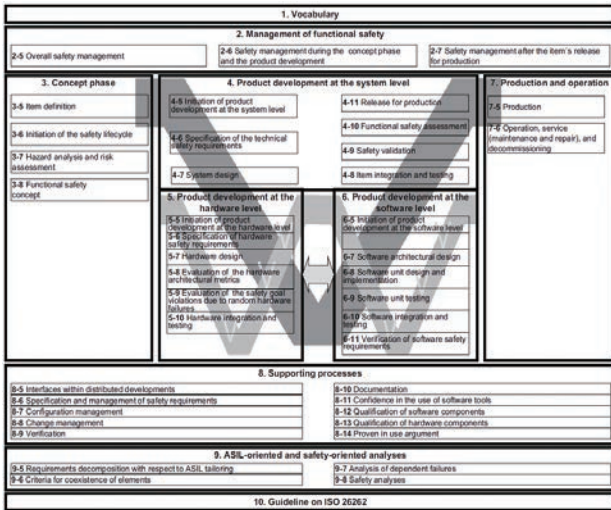 1. Vocabulary
2. Management of functional safety
2-5 Overall safety management
2-6 Safety management during the concept phase
and the product development
2-7 Safety management after the item´s release
for production
3. Concept phase
3-5 Item definition
3-6 Initiation of the safety lifecycle
3-7 Hazard analysis and risk
assessment
3-8 Functional safety
concept
4. Product development at the system level
4-5 Initiation of product
development at the system level
4-6 Specification of the technical
safety requirements
4-7 System design
4-11 Release for production
4-10 Functional safety assessment
4-9 Safety validation
4-8 Item integration and testing
7. Production and operation
7-5 Production
7-6 Operation, service
(maintenance and repair), and
decommissioning
5. Product development at the
hardware level
5-5 Initiation of product
development at the hardware level
5-6 Specification of hardware
safety requirements
5-7 Hardware design
5-8 Evaluation of the hardware
architectural metrics
5-9 Evaluation of the safety goal
violations due to random hardware
failures
5-10 Hardware integration and
testing
6. Product development at the
software level
6-5 Initiation of product
development at the software level
6-7 Software architectural design
6-8 Software unit design and
implementation
6-9 Software unit testing
6-10 Software integration and
testing
6-11 Verification of software safety
requirements
8. Supporting processes
8-5 Interfaces within distributed developments
8-6 Specification and management of safety requirements
8-7 Configuration management
8-8 Change management
8-9 Verification
8-10 Documentation
8-11 Confidence in the use of software tools
8-12 Qualification of software components
8-13 Qualification of hardware components
8-14 Proven in use argument
9. ASIL-oriented and safety-oriented analyses
9-5 Requirements decomposition with respect to ASIL tailoring
9-6 Criteria for coexistence of elements
9-7 Analysis of dependent failures
9-8 Safety analyses
10. Guideline on ISO 26262